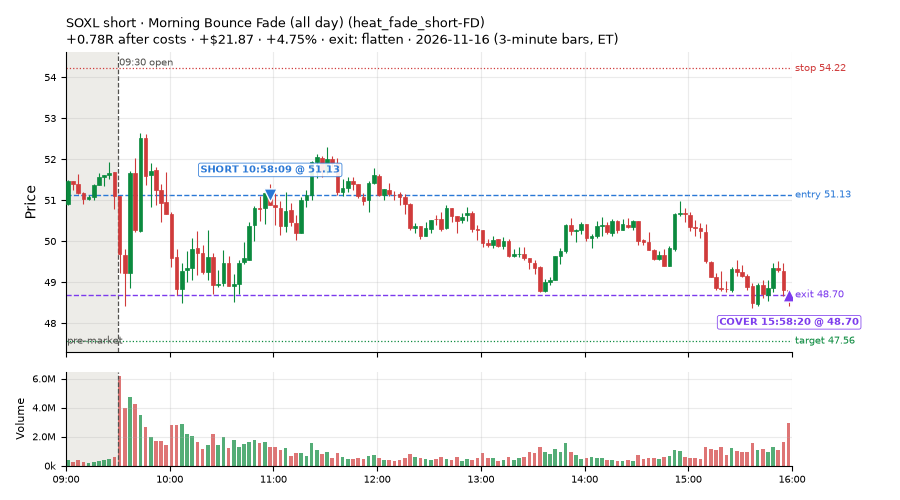 SOXL short · Morning Bounce Fade (all day) (heat_fade_short-FD)
+0.78R after costs · +$21.87 · +4.75% · exit: flatten · 2026-11-16 (3-minute bars, ET)
09:30 open
stop 54.22
54
53
52
SHORT 10:58:09 @ 51.13
entry 51.13
51
Price
50
49
exit 48.70
COVER 15:58:20 @ 48.70
48
pre-market
target 47.56
6.0M
4.0M
Volume
2.0M
0k
09:00
10:00
11:00
12:00
13:00
14:00
15:00
16:00